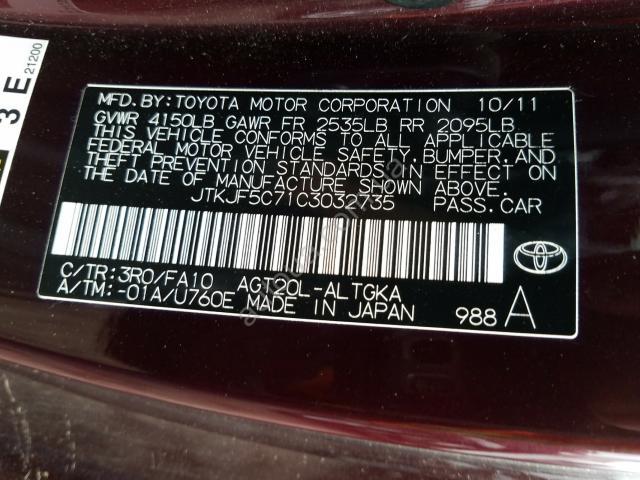 3 E
21200
MFD. BY: TOYOTA MOTOR CORPORATION 10/11
GVWR 4150LB GAWR FR 2535LB RR 2095LB
THIS VEHICLE CONFORMS TO ALL APPLICABLE
FEDERAL MOTOR VEHICLE SAFETY, BUMPER, AND
THEFT PREVENTION STANDARDS IN EFFECT ON
THE DATE OF MANUFACTURE SHOWN ABOVE.
JTKJF5C71C3032735 PASS. CAR
C/TR: 3R0/FA10 AGT20L-ALTGKA
A/TM: -01A/U760E MADE IN JAPAN 988 A
TOYOTA